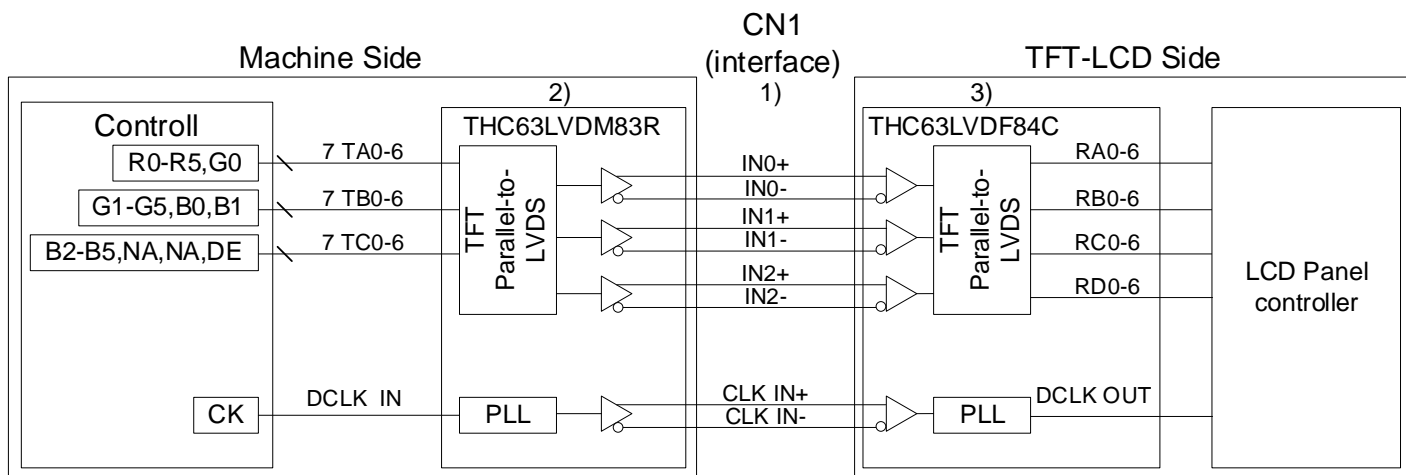 CN1
(interface)
1)
Machine Side
TFT-LCD Side
2)
3)
Controll
THC63LVDM83R
THC63LVDF84C
R0-R5,G0
7 TA0-6
G1-G5,B0,B1
7 TB0-6
B2-B5,NA,NA,DE
7 TC0-6
TFT
Parallel-to-
LVDS
IN0+
IN0-
IN1+
IN1-
IN2+
IN2-
TFT
Parallel-to-
LVDS
RA0-6
RB0-6
RC0-6
RD0-6
LCD Panel
controller
CK
DCLK IN
PLL
CLK IN+
CLK IN-
PLL
DCLK OUT